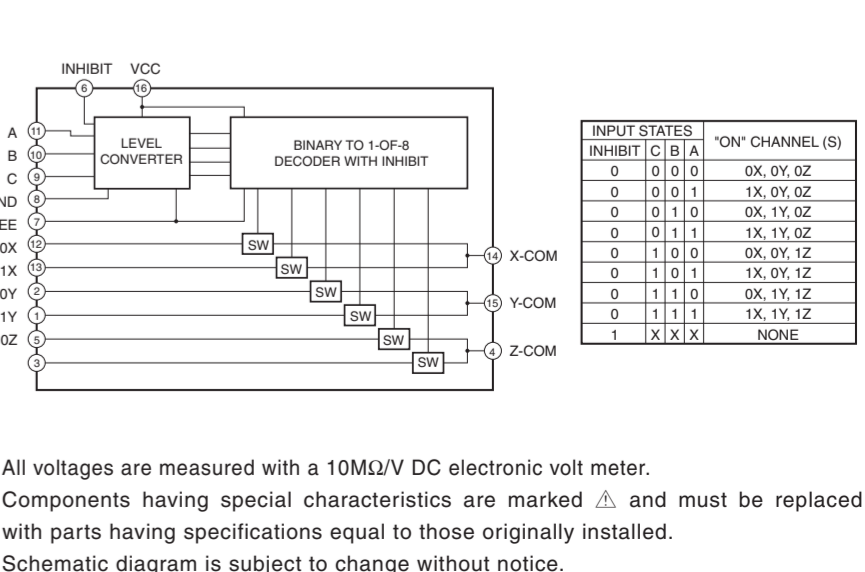 INHIBIT VCC
6 16
A 11
B 10
C 9
ND 8
EE 7
0X 12
1X 13
0Y 2
1Y 1
0Z 5
3
LEVEL
CONVERTER
BINARY TO 1-OF-8
DECODER WITH INHIBIT
SW
SW
SW
SW
SW
SW
14 X-COM
15 Y-COM
4 Z-COM
INPUT STATES "ON" CHANNEL (S)
INHIBIT C B A
0 0 0 0 0X, 0Y, 0Z
0 0 0 1 1X, 0Y, 0Z
0 0 1 0 0X, 1Y, 0Z
0 0 1 1 1X, 1Y, 0Z
0 1 0 0 0X, 0Y, 1Z
0 1 0 1 1X, 0Y, 1Z
0 1 1 0 0X, 1Y, 1Z
0 1 1 1 1X, 1Y, 1Z
1 X X X NONE
All voltages are measured with a 10MΩ/V DC electronic volt meter.
Components having special characteristics are marked ⚠ and must be replaced
with parts having specifications equal to those originally installed.
Schematic diagram is subject to change without notice.